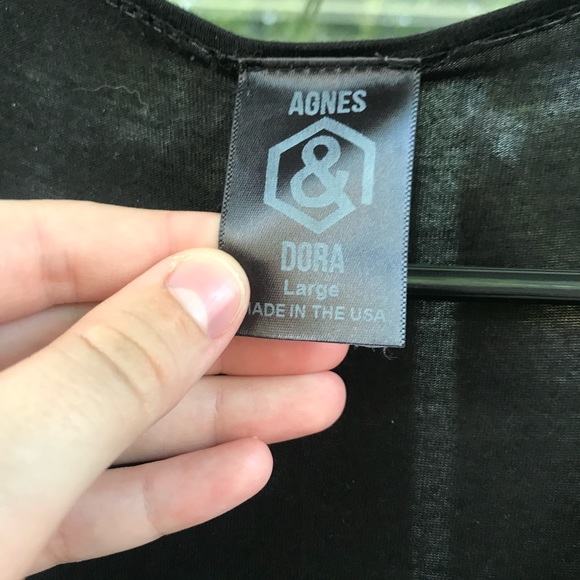 AGNES
&
DORA
Large
MADE IN THE USA